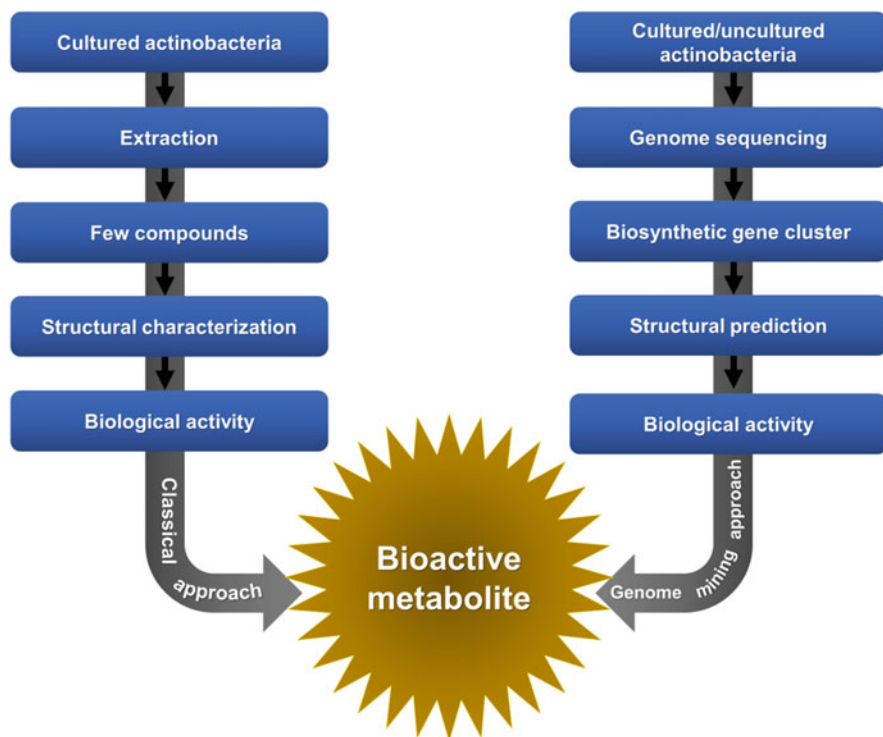 Cultured actinobacteria
Extraction
Few compounds
Structural characterization
Biological activity
Classical
approach
Cultured/uncultured
actinobacteria
Genome sequencing
Biosynthetic gene cluster
Structural prediction
Biological activity
Genome mining approach
Bioactive
metabolite